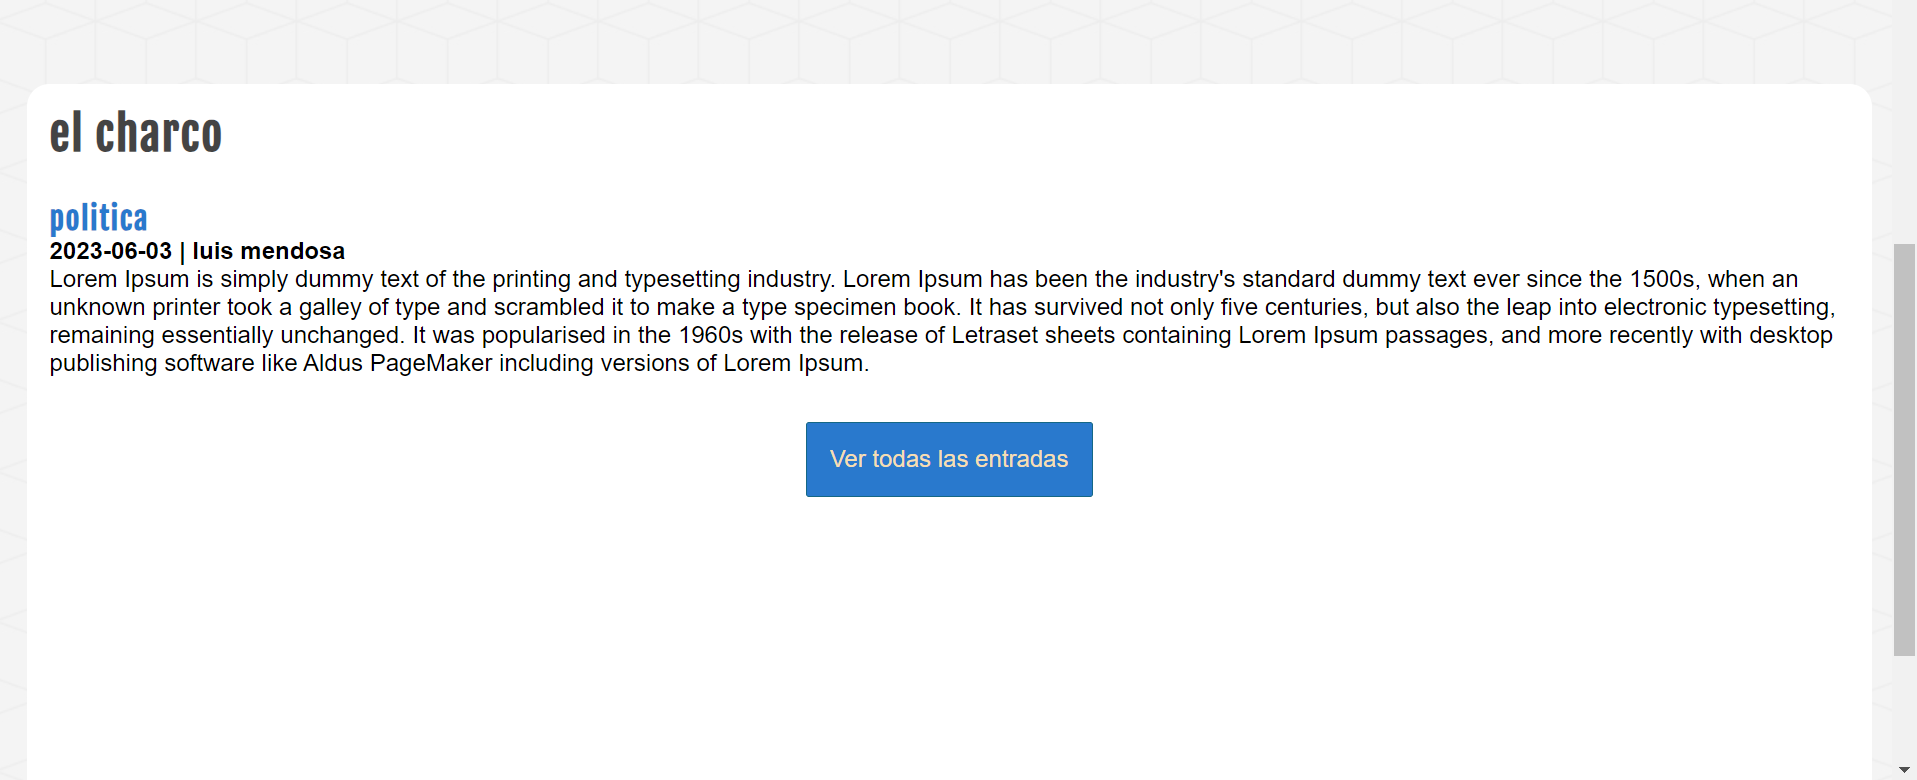 el charco
politica
2023-06-03 | luis mendosa
Lorem Ipsum is simply dummy text of the printing and typesetting industry. Lorem Ipsum has been the industry's standard dummy text ever since the 1500s, when an
unknown printer took a galley of type and scrambled it to make a type specimen book. It has survived not only five centuries, but also the leap into electronic typesetting,
remaining essentially unchanged. It was popularised in the 1960s with the release of Letraset sheets containing Lorem Ipsum passages, and more recently with desktop
publishing software like Aldus PageMaker including versions of Lorem Ipsum.
Ver todas las entradas